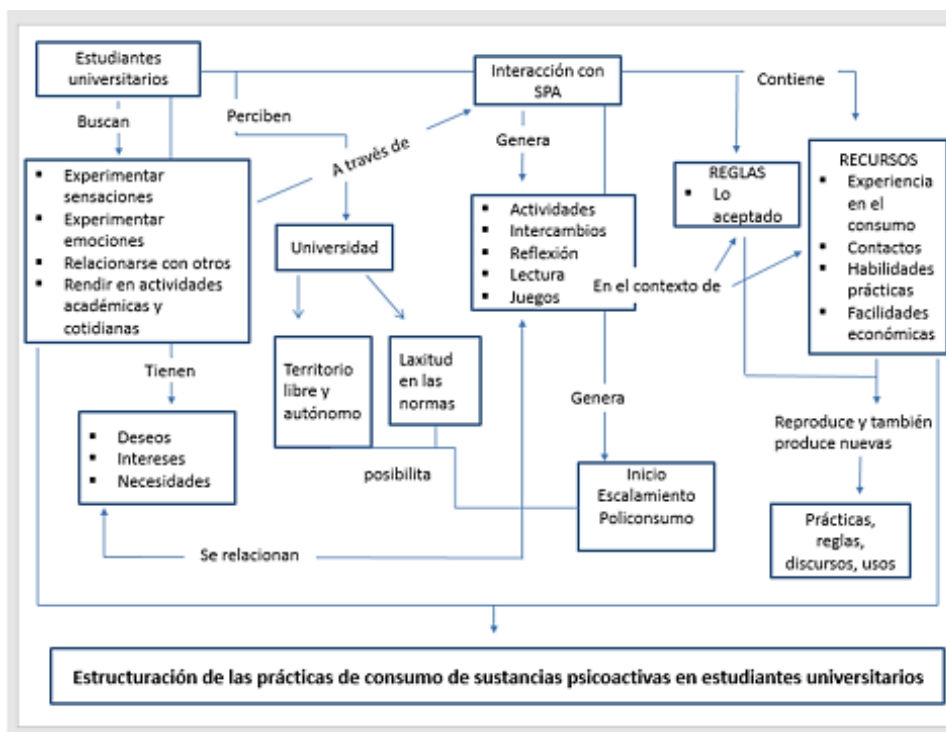 Estudiantes
universitarios
Interacción con
SPA
Contiene
Buscan
Perciben
A través de
Genera
Experimentar
sensaciones
Experimentar
emociones
Relacionarse con otros
Rendir en actividades
académicas y
cotidianas
Universidad
Actividades
Intercambios
Reflexión
Lectura
Juegos
REGLAS
Lo
aceptado
RECURSOS
Experiencia
en el
consumo
Contactos
Habilidades
prácticas
Facilidades
económicas
En el contexto de
Tienen
Territorio
libre y
autónomo
Laxitud
en las
normas
Genera
Reproduce y también
produce nuevas
Deseos
Intereses
Necesidades
posibilita
Inicio
Escalamiento
Policonsumo
Prácticas,
reglas,
discursos, usos
Se relacionan
Estructuración de las prácticas de consumo de sustancias psicoactivas en estudiantes universitarios